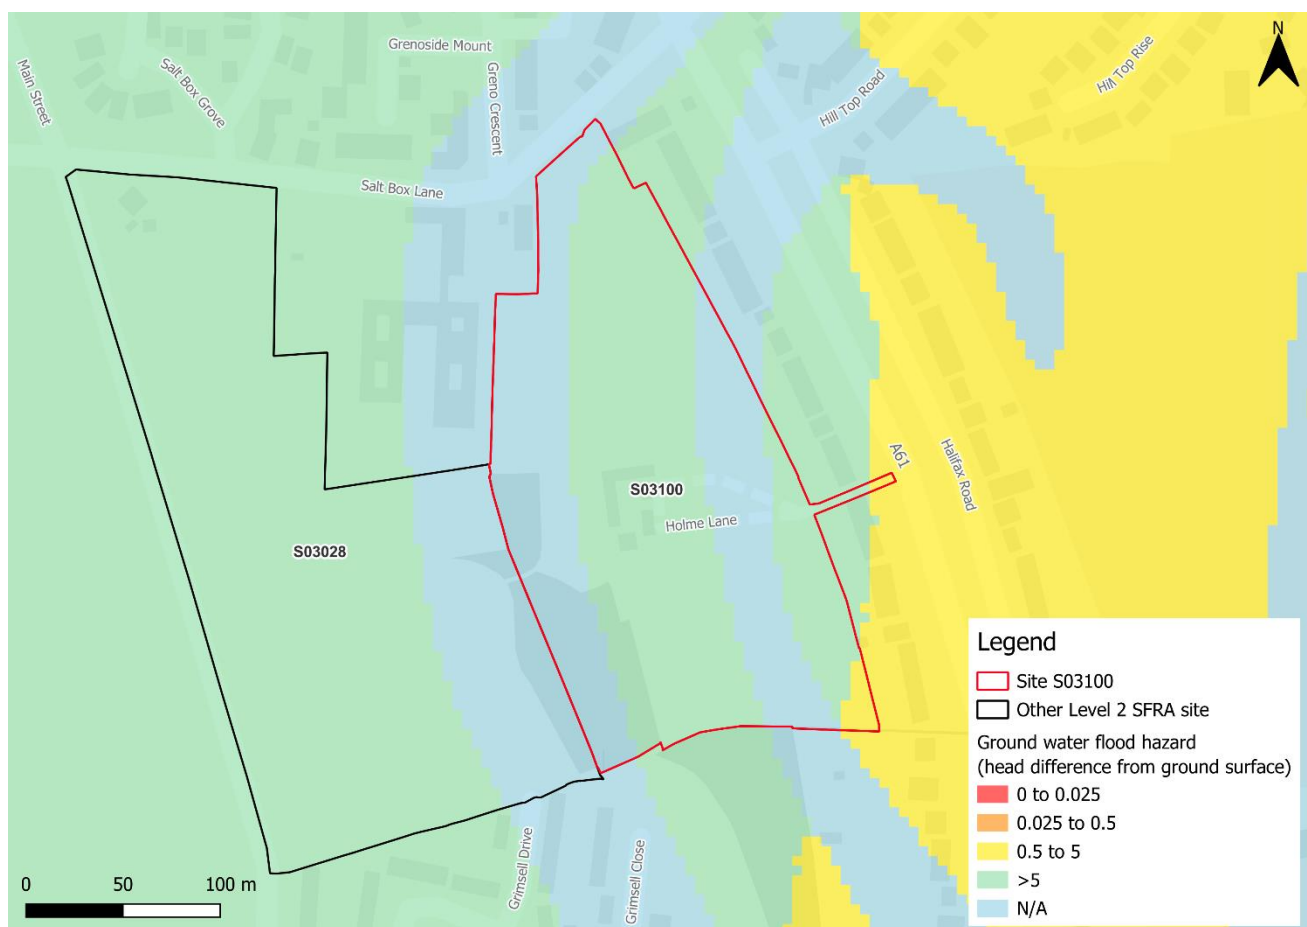 N
Grenoside Mount
Main Street
Salt Box Grove
Greno Crescent
Hill Top Road
Hill Top Rise
Salt Box Lane
A61
Halifax Road
S03100
Holme Lane
S03028
Grimsell Drive
Grimsell Close
0 50 100 m
Legend
Site S03100
Other Level 2 SFRA site
Ground water flood hazard
(head difference from ground surface)
0 to 0.025
0.025 to 0.5
0.5 to 5
>5
N/A